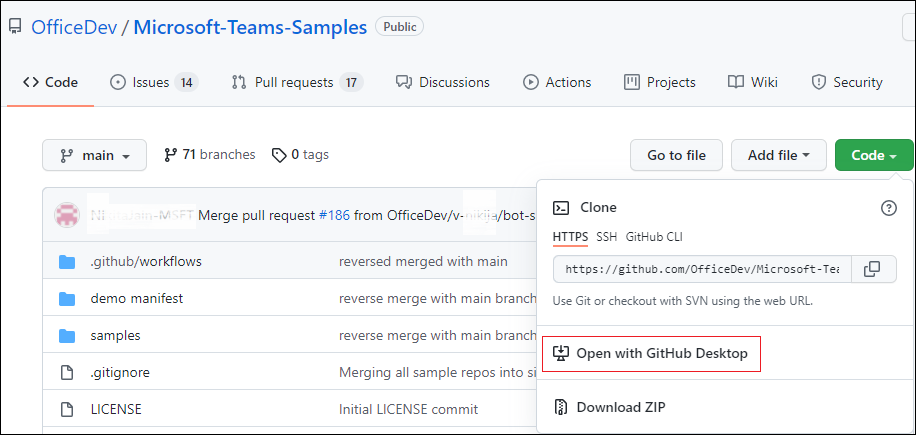 OfficeDev / Microsoft-Teams-Samples Public
Code Issues 14 Pull requests 17 Discussions Actions Projects Wiki Security
main 71 branches 0 tags Go to file Add file Code
-MSFT Merge pull request #186 from OfficeDev/v- /bot-s
.github/workflows reversed merged with main
demo manifest reverse merge with main branch
samples reverse merge with main branch
.gitignore Merging all sample repos into si
LICENSE Initial LICENSE commit
Clone
HTTPS SSH GitHub CLI
https://github.com/OfficeDev/Microsoft-Tea
Use Git or checkout with SVN using the web URL.
Open with GitHub Desktop
Download ZIP